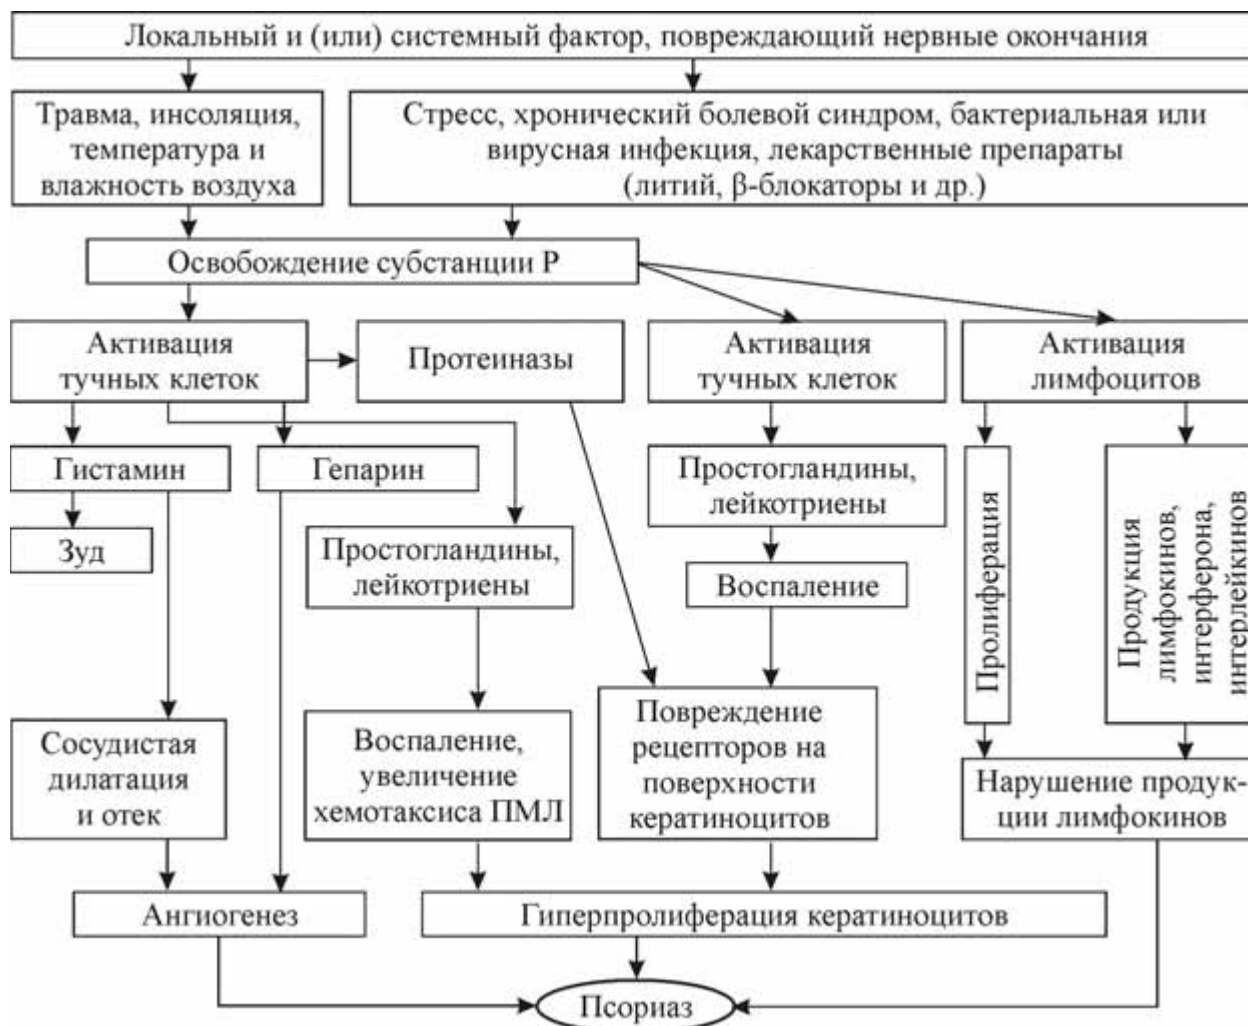 Локальный и (или) системный фактор, повреждающий нервные окончания
Травма, инсоляция,
температура и
влажность воздуха
Стресс, хронический болевой синдром, бактериальная или
вирусная инфекция, лекарственные препараты
(литий, β-блокаторы и др.)
Освобождение субстанции Р
Активация
тучных клеток
Протеиназы
Активация
тучных клеток
Активация
лимфоцитов
Гистамин
Гепарин
Простогландины,
лейкотриены
Зуд
Простогландины,
лейкотриены
Воспаление
Пролиферация
Продукция
лимфокинов,
интерферона,
интерлейкинов
Сосудистая
дилатация
и отек
Воспаление,
увеличение
хемотаксиса ПМЛ
Повреждение
рецепторов на
поверхности
кератиноцитов
Нарушение продук-
ции лимфокинов
Ангиогенез
Гиперпролиферация кератиноцитов
Псориаз